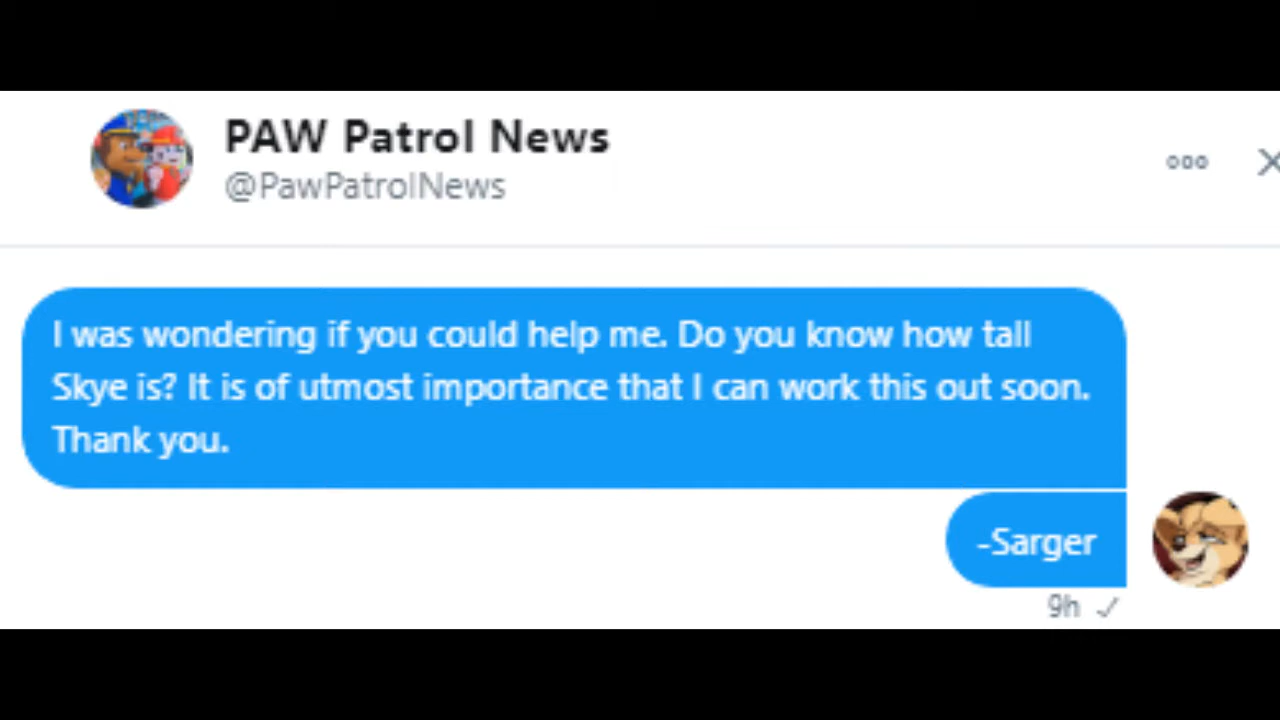 PAW Patrol News
@PawPatrolNews
I was wondering if you could help me. Do you know how tall
Skye is? It is of utmost importance that I can work this out soon.
Thank you.
-Sarger
9h ✓